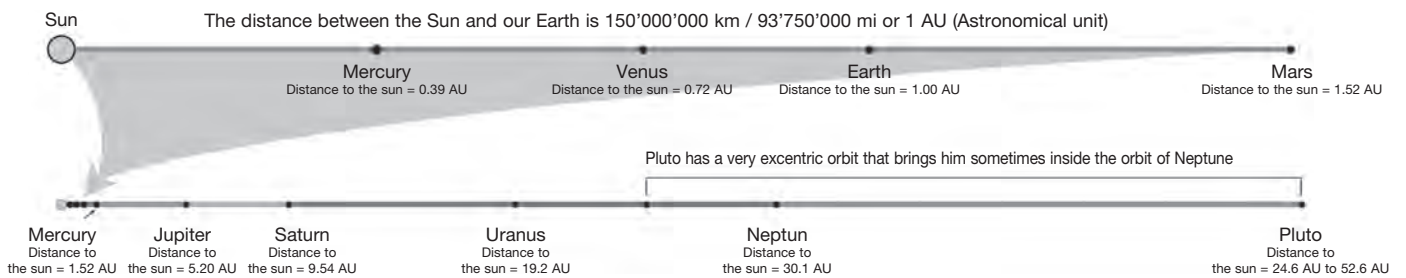 Sun
The distance between the Sun and our Earth is 150’000’000 km / 93’750’000 mi or 1 AU (Astronomical unit)
Mercury
Distance to the sun = 0.39 AU
Venus
Distance to the sun = 0.72 AU
Earth
Distance to the sun = 1.00 AU
Mars
Distance to the sun = 1.52 AU
Pluto has a very excentric orbit that brings him sometimes inside the orbit of Neptune
Mercury
Distance to
the sun = 1.52 AU
Jupiter
Distance to
the sun = 5.20 AU
Saturn
Distance to
the sun = 9.54 AU
Uranus
Distance to
the sun = 19.2 AU
Neptun
Distance to
the sun = 30.1 AU
Pluto
Distance to
the sun = 24.6 AU to 52.6 AU